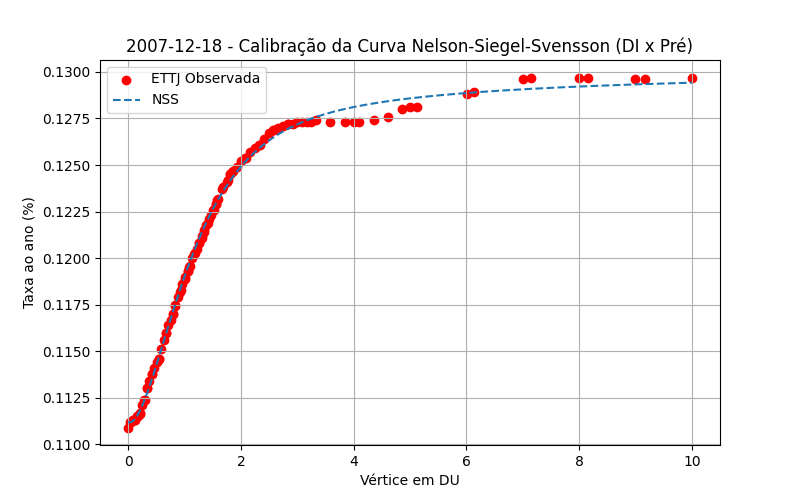 2007-12-18 - Calibração da Curva Nelson-Siegel-Svensson (DI x Pré)
ETTJ Observada
NSS
Taxa ao ano (%)
0.1300
0.1275
0.1250
0.1225
0.1200
0.1175
0.1150
0.1125
0.1100
0 2 4 6 8 10
Vértice em DU